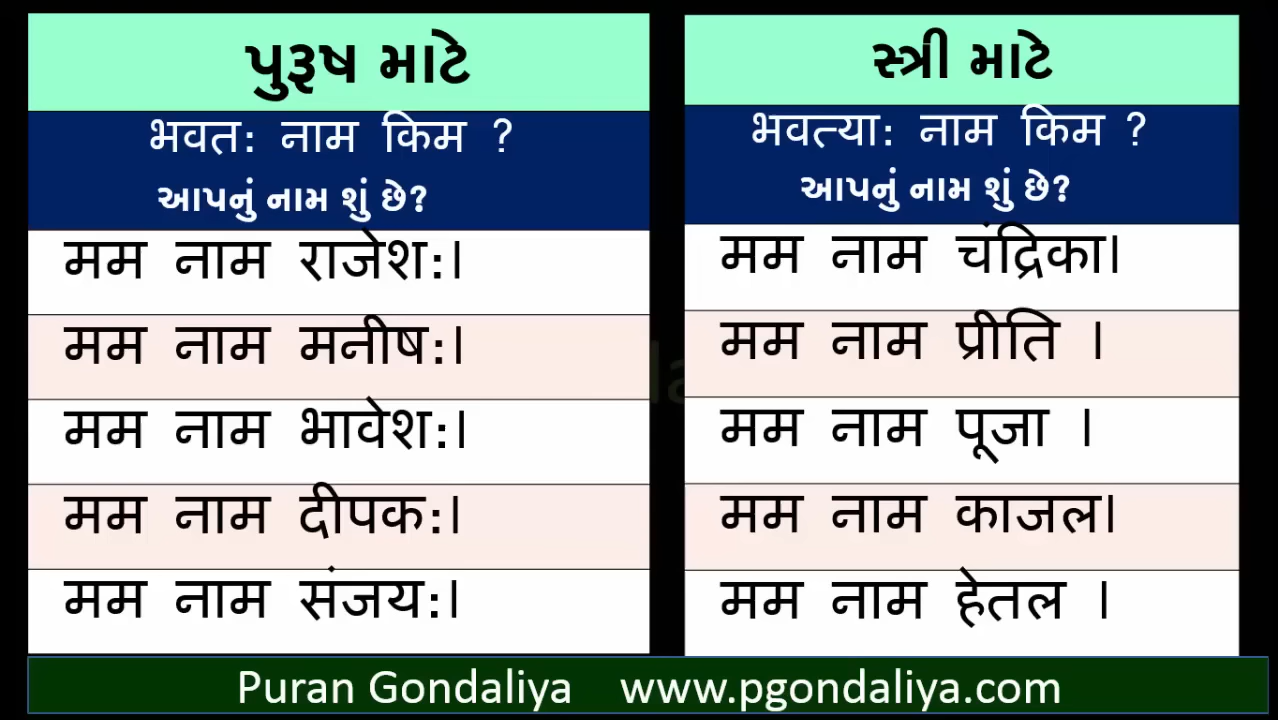 પુરૂષ માટે
भवतः नाम किम ?
આપનું નામ શું છે?
मम नाम राजेशः।
मम नाम मनीषः।
मम नाम भावेशः।
मम नाम दीपकः।
मम नाम संजयः।
સ્ત્રી માટે
भवत्याः नाम किम ?
આપનું નામ શું છે?
मम नाम चंद्रिका।
मम नाम प्रीति ।
मम नाम पूजा ।
मम नाम काजल।
मम नाम हेतल ।
Puran Gondaliya www.pgondaliya.com